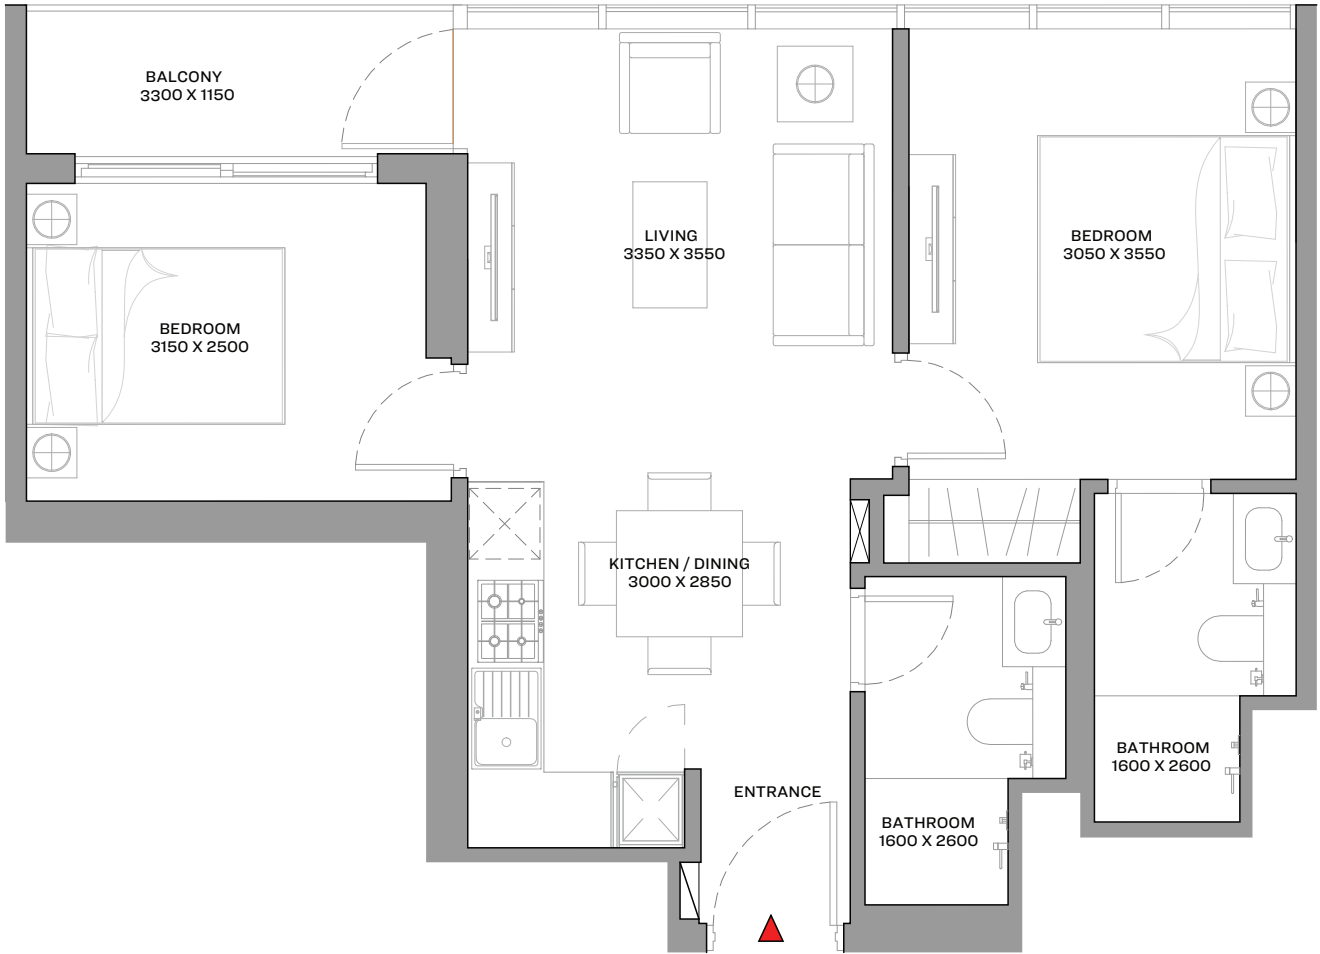 BALCONY
3300 X 1150
LIVING
3350 X 3550
BEDROOM
3050 X 3550
BEDROOM
3150 X 2500
KITCHEN / DINING
3000 X 2850
BATHROOM
1600 X 2600
ENTRANCE
BATHROOM
1600 X 2600